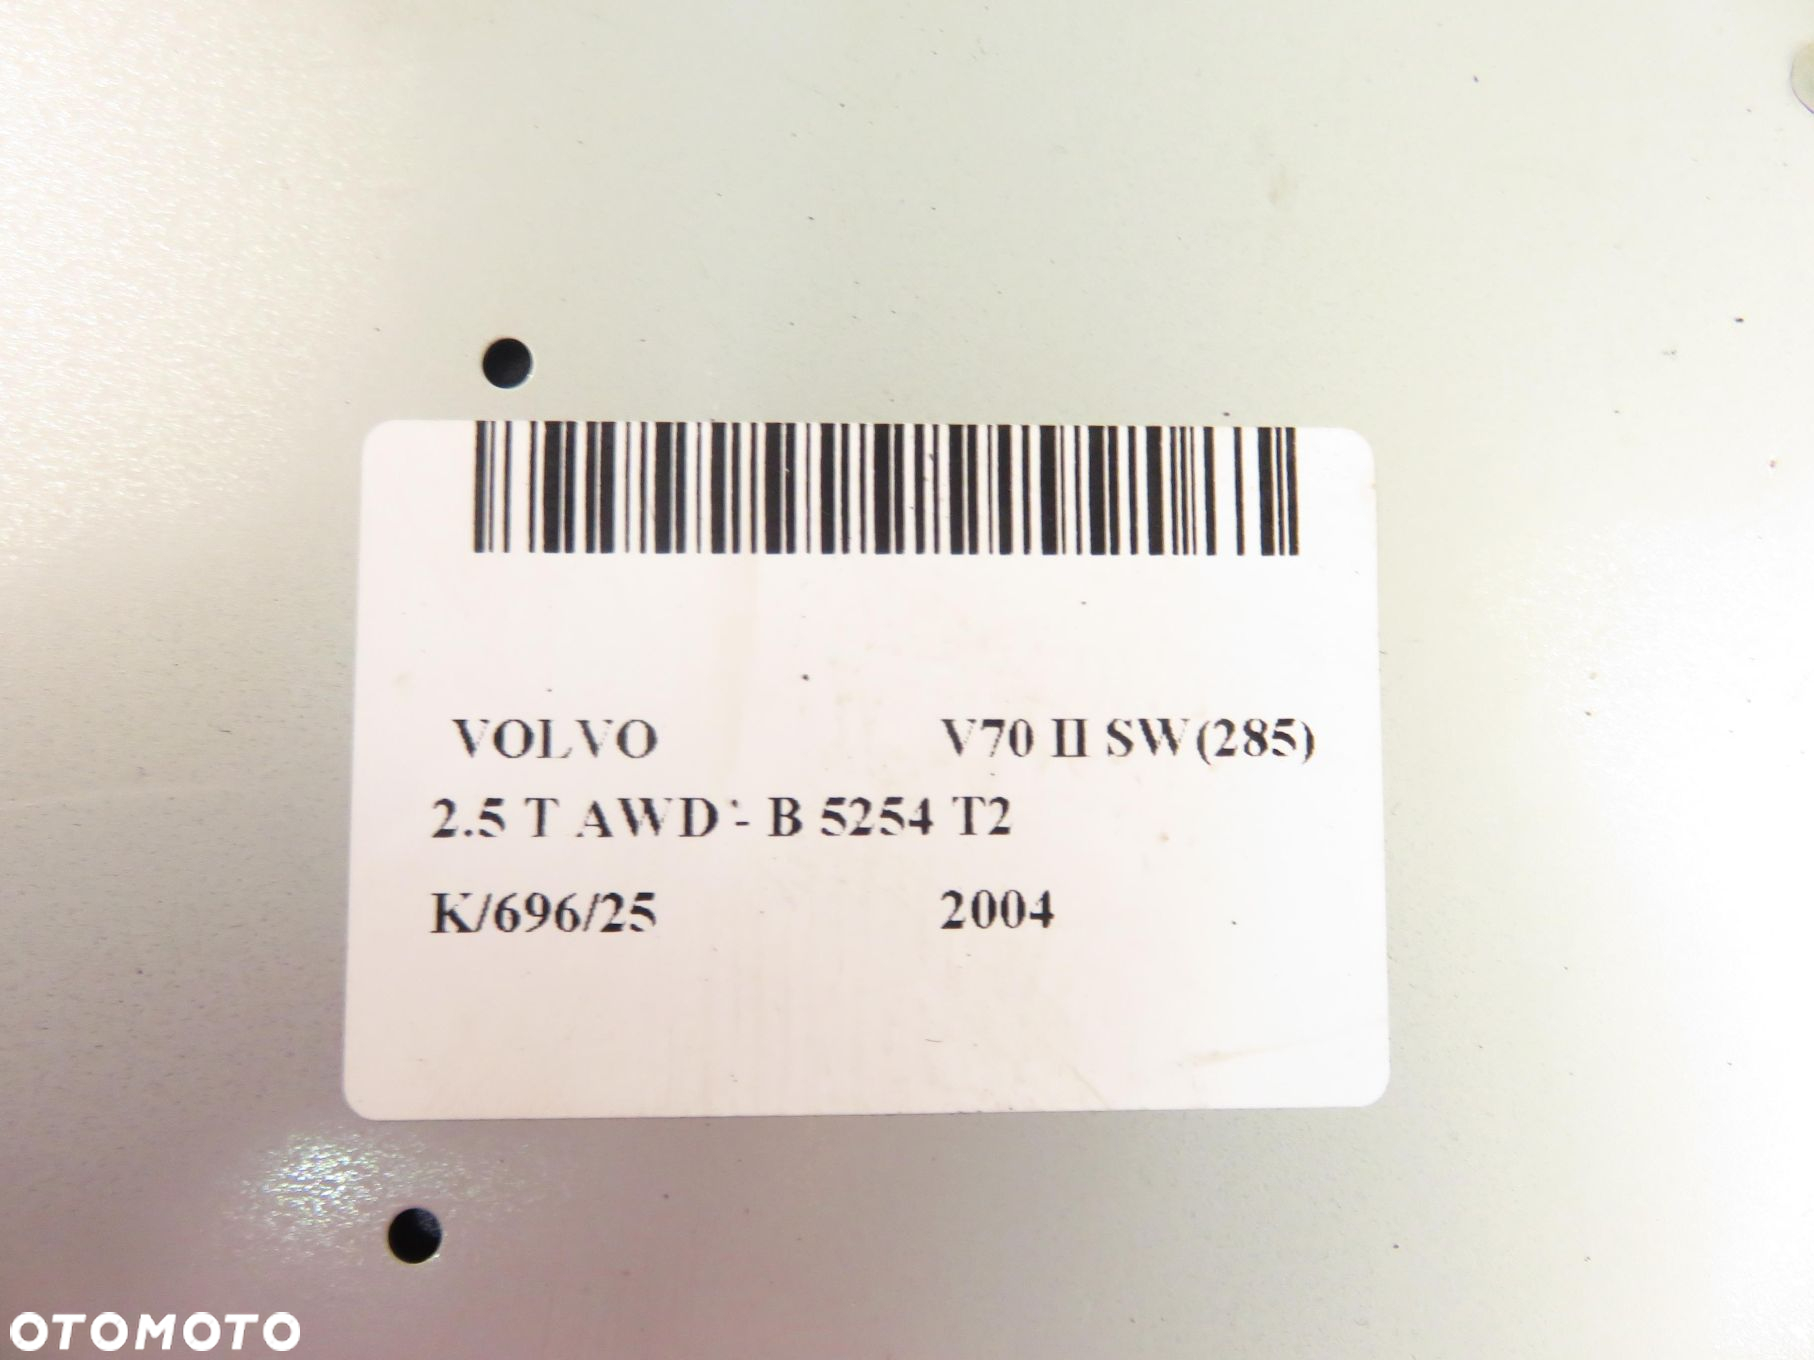 VOLVO V70 II SW(285)
2.5 T AWD - B 5254 T2
K/696/25 2004
OTOMOTO